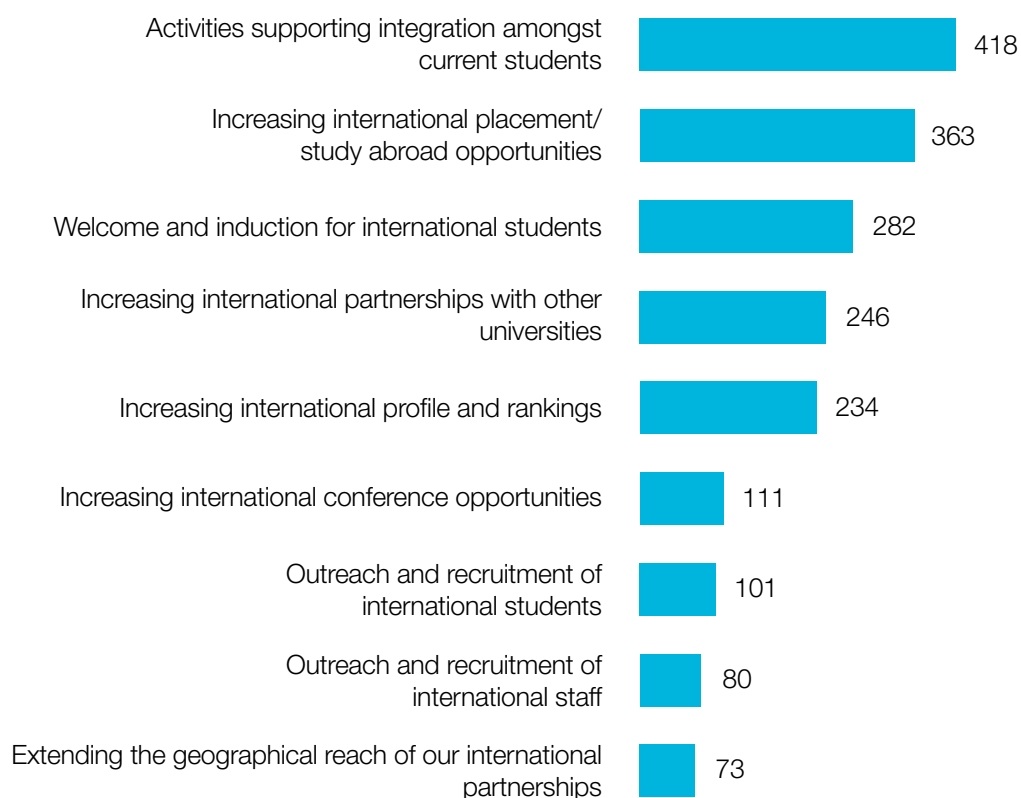 Activities supporting integration amongst
current students
418
Increasing international placement/
study abroad opportunities
363
Welcome and induction for international students
282
Increasing international partnerships with other
universities
246
Increasing international profile and rankings
234
Increasing international conference opportunities
111
Outreach and recruitment of
international students
101
Outreach and recruitment of
international staff
80
Extending the geographical reach of our international
partnerships
73